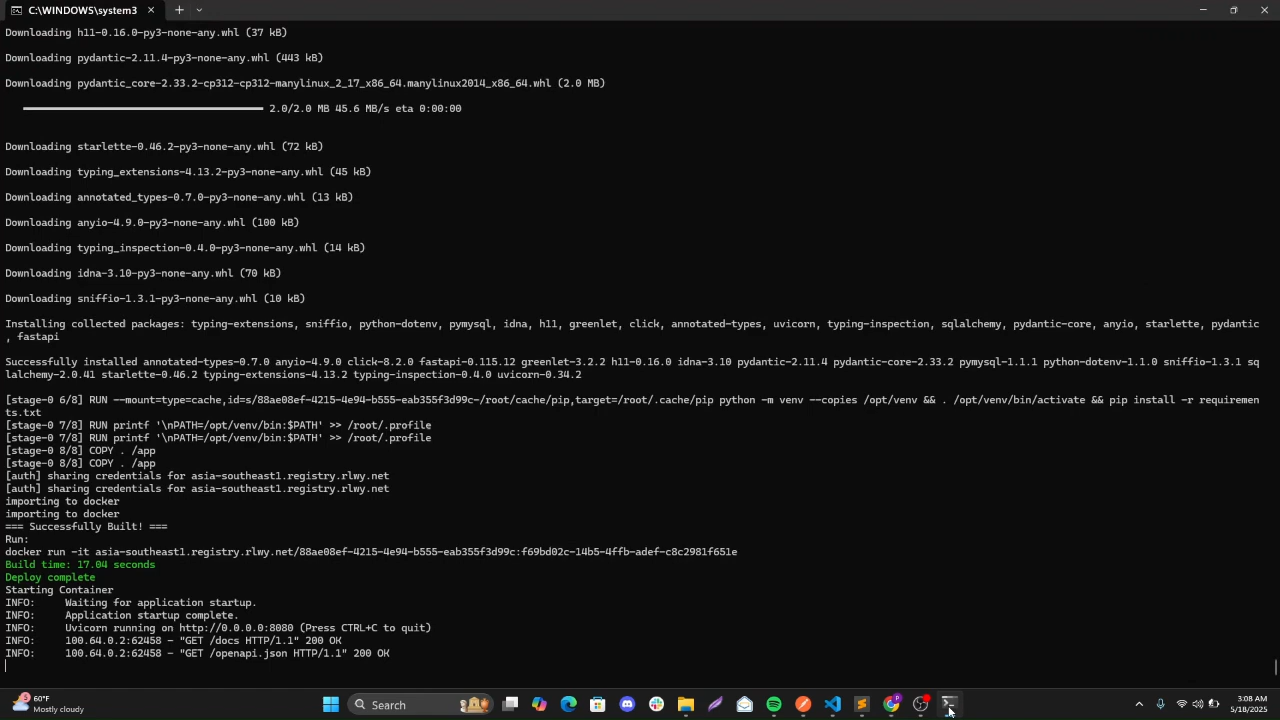 C:\WINDOWS\system3
Downloading h11-0.16.0-py3-none-any.whl (37 kB)
Downloading pydantic-2.11.4-py3-none-any.whl (443 kB)
Downloading pydantic_core-2.33.2-cp312-cp312-manylinux_2_17_x86_64.manylinux2014_x86_64.whl (2.0 MB)
2.0/2.0 MB 45.6 MB/s eta 0:00:00
Downloading starlette-0.46.2-py3-none-any.whl (72 kB)
Downloading typing_extensions-4.13.2-py3-none-any.whl (45 kB)
Downloading annotated_types-0.7.0-py3-none-any.whl (13 kB)
Downloading anyio-4.9.0-py3-none-any.whl (100 kB)
Downloading typing_inspection-0.4.0-py3-none-any.whl (14 kB)
Downloading idna-3.10-py3-none-any.whl (70 kB)
Downloading sniffio-1.3.1-py3-none-any.whl (10 kB)
Installing collected packages: typing-extensions, sniffio, python-dotenv, pymysql, idna, h11, greenlet, click, annotated-types, uvicorn, typing-inspection, sqlalchemy, pydantic-core, anyio, starlette, pydantic
, fastapi
Successfully installed annotated-types-0.7.0 anyio-4.9.0 click-8.2.0 fastapi-0.115.12 greenlet-3.2.2 h11-0.16.0 idna-3.10 pydantic-2.11.4 pydantic-core-2.33.2 pymysql-1.1.1 python-dotenv-1.1.0 sniffio-1.3.1 sq
lalchemy-2.0.41 starlette-0.46.2 typing-extensions-4.13.2 typing-inspection-0.4.0 uvicorn-0.34.2
[stage-0 6/8] RUN --mount=type=cache,id=s/88ae08ef-4215-4e94-b555-eab355f3d99c-/root/cache/pip,target=/root/.cache/pip python -m venv --copies /opt/venv && . /opt/venv/bin/activate && pip install -r requiremen
ts.txt
[stage-0 7/8] RUN printf '\nPATH=/opt/venv/bin:$PATH' >> /root/.profile
[stage-0 7/8] RUN printf '\nPATH=/opt/venv/bin:$PATH' >> /root/.profile
[stage-0 8/8] COPY . /app
[stage-0 8/8] COPY . /app
[auth] sharing credentials for asia-southeast1.registry.rlwy.net
[auth] sharing credentials for asia-southeast1.registry.rlwy.net
importing to docker
importing to docker
=== Successfully Built! ===
Run:
docker run -it asia-southeast1.registry.rlwy.net/88ae08ef-4215-4e94-b555-eab355f3d99c:f69bd02c-14b5-4ffb-adef-c8c2981f651e
Build time: 17.04 seconds
Deploy complete
Starting Container
INFO:     Waiting for application startup.
INFO:     Application startup complete.
INFO:     Uvicorn running on http://0.0.0.0:8080 (Press CTRL+C to quit)
INFO:     100.64.0.2:62458 - "GET /docs HTTP/1.1" 200 OK
INFO:     100.64.0.2:62458 - "GET /openapi.json HTTP/1.1" 200 OK
60°F
Mostly cloudy
Search
3:08 AM
5/18/2025